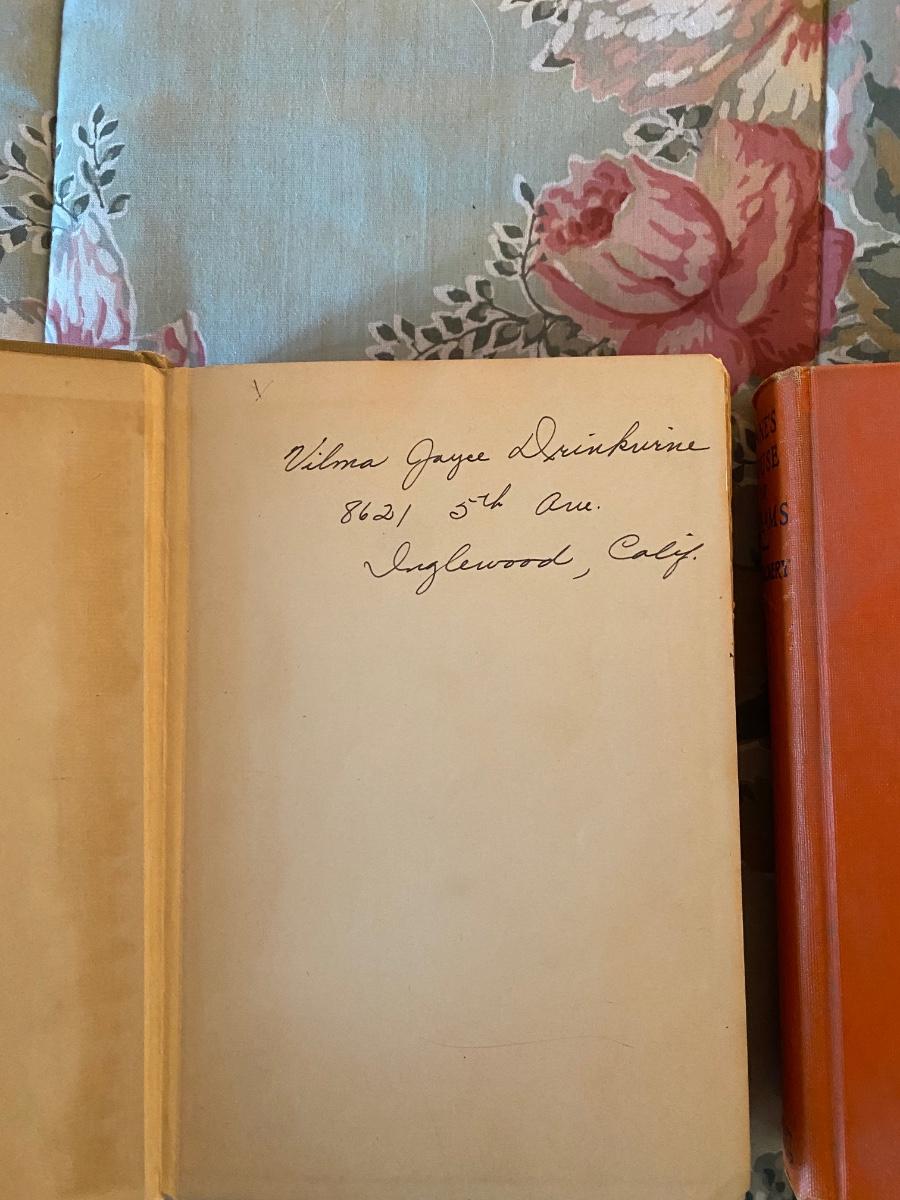 Vilma Jayce Drinkwine
8621 5th Ave.
Inglewood, Calif.